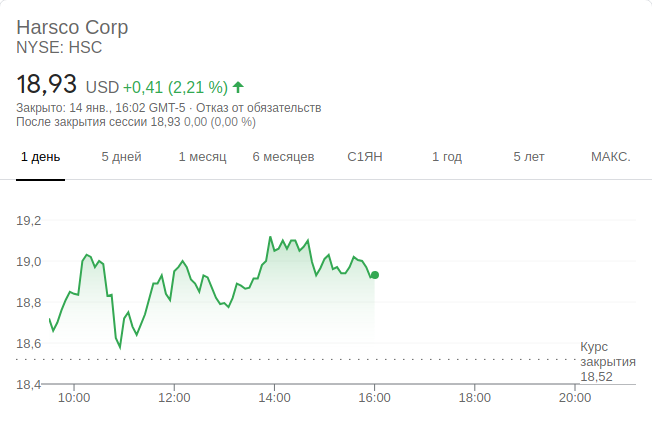 Harsco Corp
NYSE: HSC
18,93 USD +0,41 (2,21 %)
Закрыто: 14 янв., 16:02 GMT-5 · Отказ от обязательств
После закрытия сессии 18,93 0,00 (0,00 %)
1 день 5 дней 1 месяц 6 месяцев С1ЯН 1 год 5 лет МАКС.
19,2
19,0
18,8
18,6
18,4
Курс
закрытия
18,52
10:00 12:00 14:00 16:00 18:00 20:00